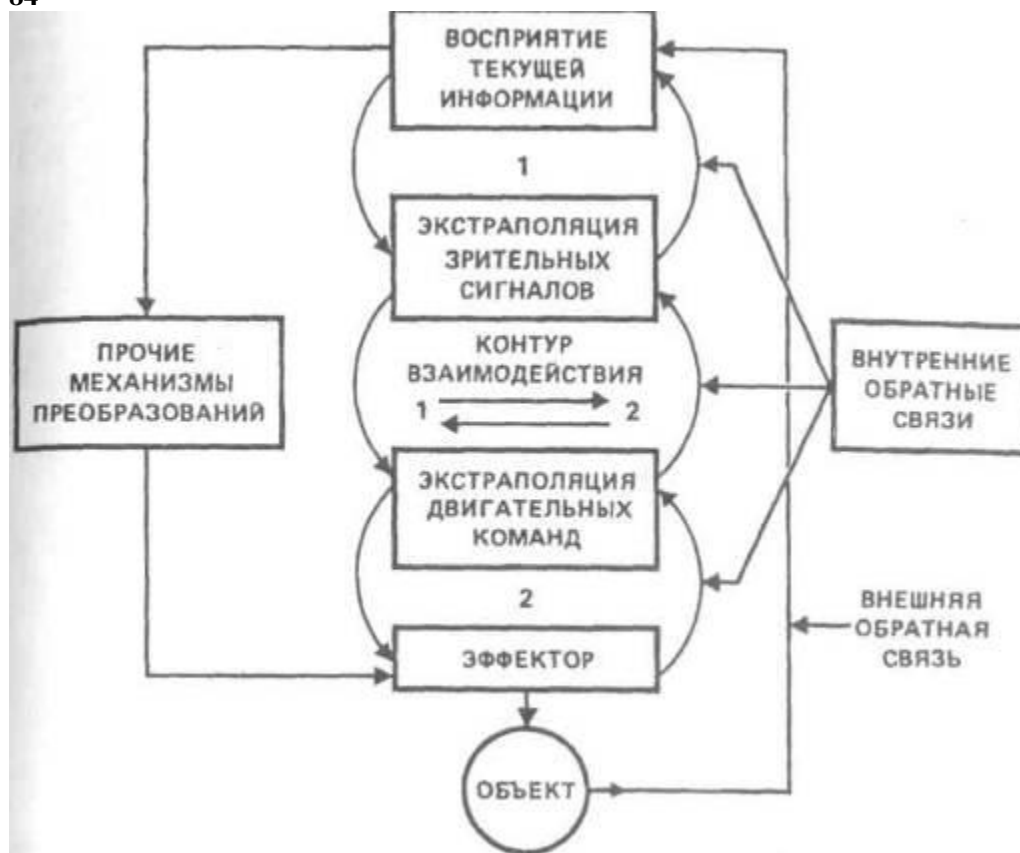 84
ВОСПРИЯТИЕ
ТЕКУЩЕЙ
ИНФОРМАЦИИ
1
ЭКСТРАПОЛЯЦИЯ
ЗРИТЕЛЬНЫХ
СИГНАЛОВ
ПРОЧИЕ
МЕХАНИЗМЫ
ПРЕОБРАЗОВАНИЙ
КОНТУР
ВЗАИМОДЕЙСТВИЯ
1 2
ВНУТРЕННИЕ
ОБРАТНЫЕ
СВЯЗИ
ЭКСТРАПОЛЯЦИЯ
ДВИГАТЕЛЬНЫХ
КОМАНД
2
ЭФФЕКТОР
ВНЕШНЯЯ
ОБРАТНАЯ
СВЯЗЬ
ОБЪЕКТ